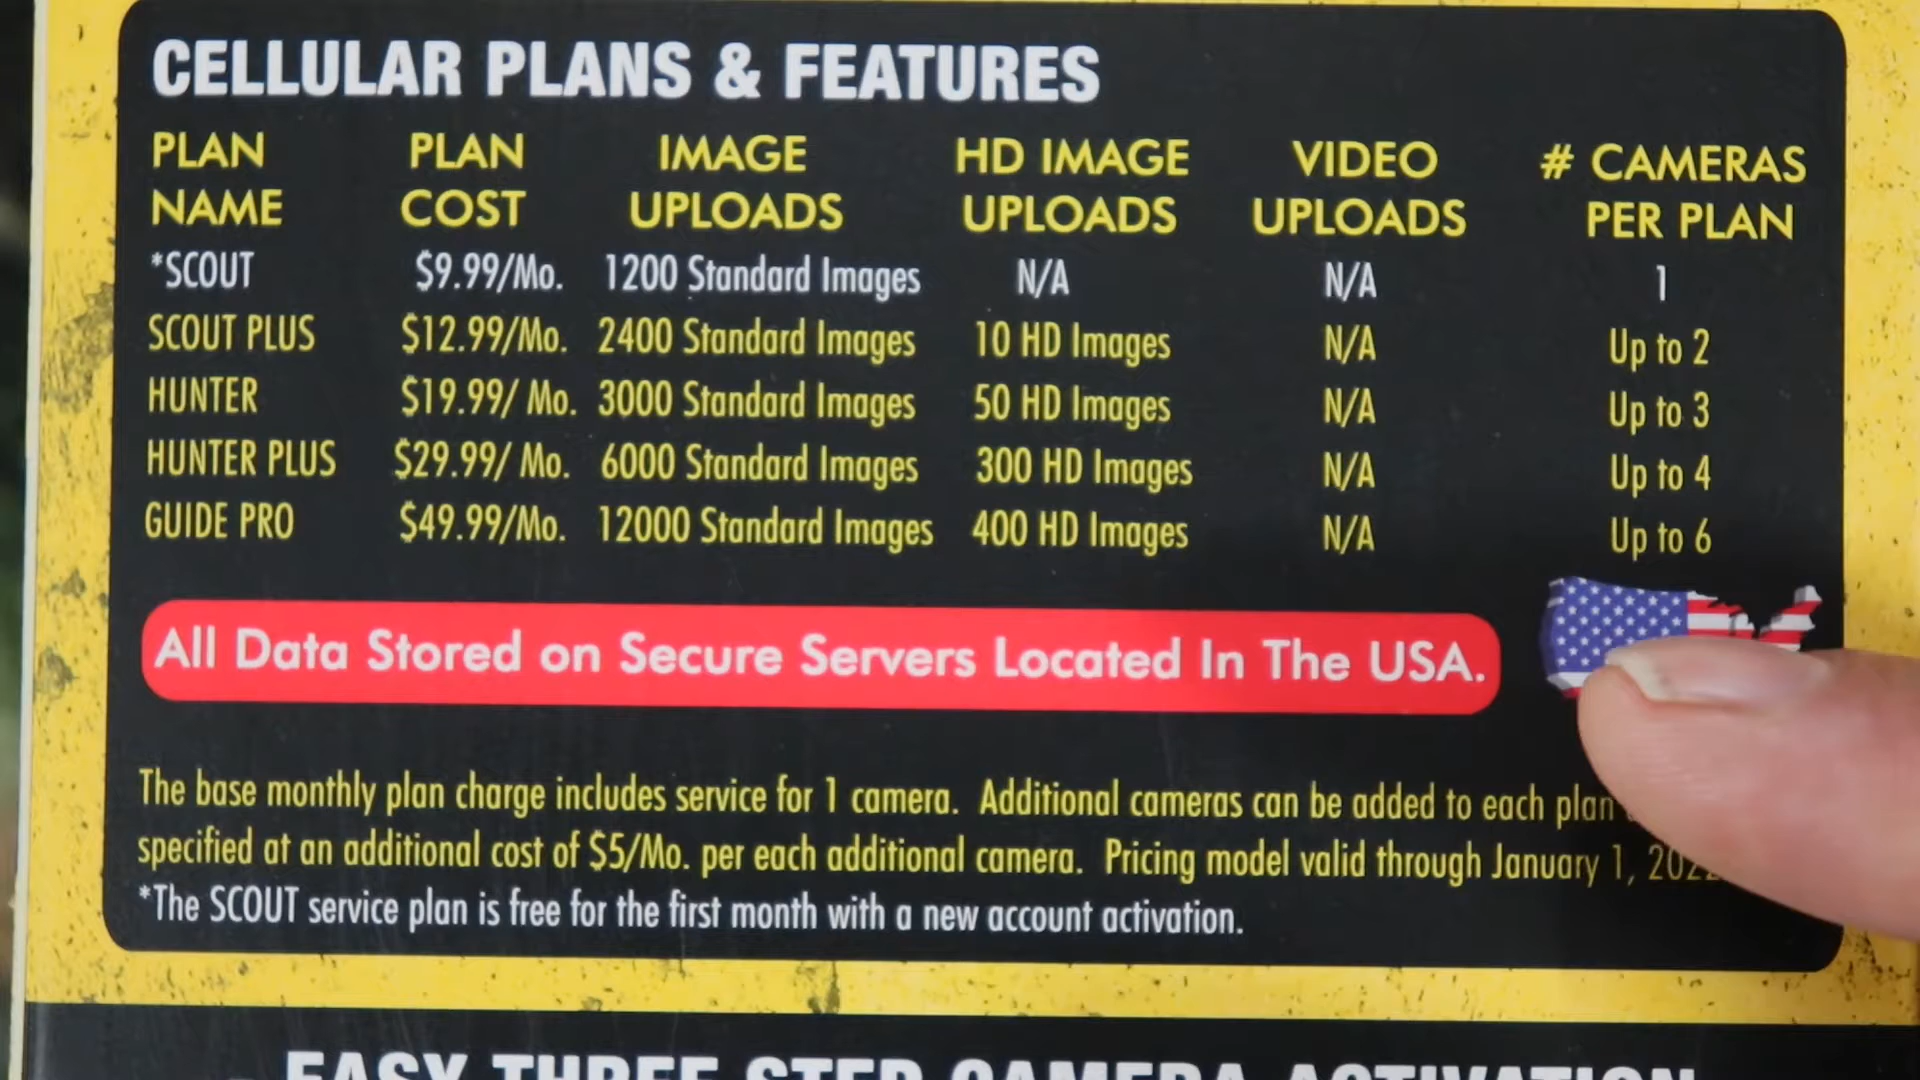 CELLULAR PLANS & FEATURES
PLAN NAME PLAN COST IMAGE UPLOADS HD IMAGE UPLOADS VIDEO UPLOADS # CAMERAS PER PLAN
*SCOUT $9.99/Mo. 1200 Standard Images N/A N/A 1
SCOUT PLUS $12.99/Mo. 2400 Standard Images 10 HD Images N/A Up to 2
HUNTER $19.99/ Mo. 3000 Standard Images 50 HD Images N/A Up to 3
HUNTER PLUS $29.99/ Mo. 6000 Standard Images 300 HD Images N/A Up to 4
GUIDE PRO $49.99/Mo. 12000 Standard Images 400 HD Images N/A Up to 6
All Data Stored on Secure Servers Located In The USA.
The base monthly plan charge includes service for 1 camera. Additional cameras can be added to each plan
specified at an additional cost of $5/Mo. per each additional camera. Pricing model valid through January 1,
*The SCOUT service plan is free for the first month with a new account activation.
EASY THREE STEP CAMERA ACTIVATION